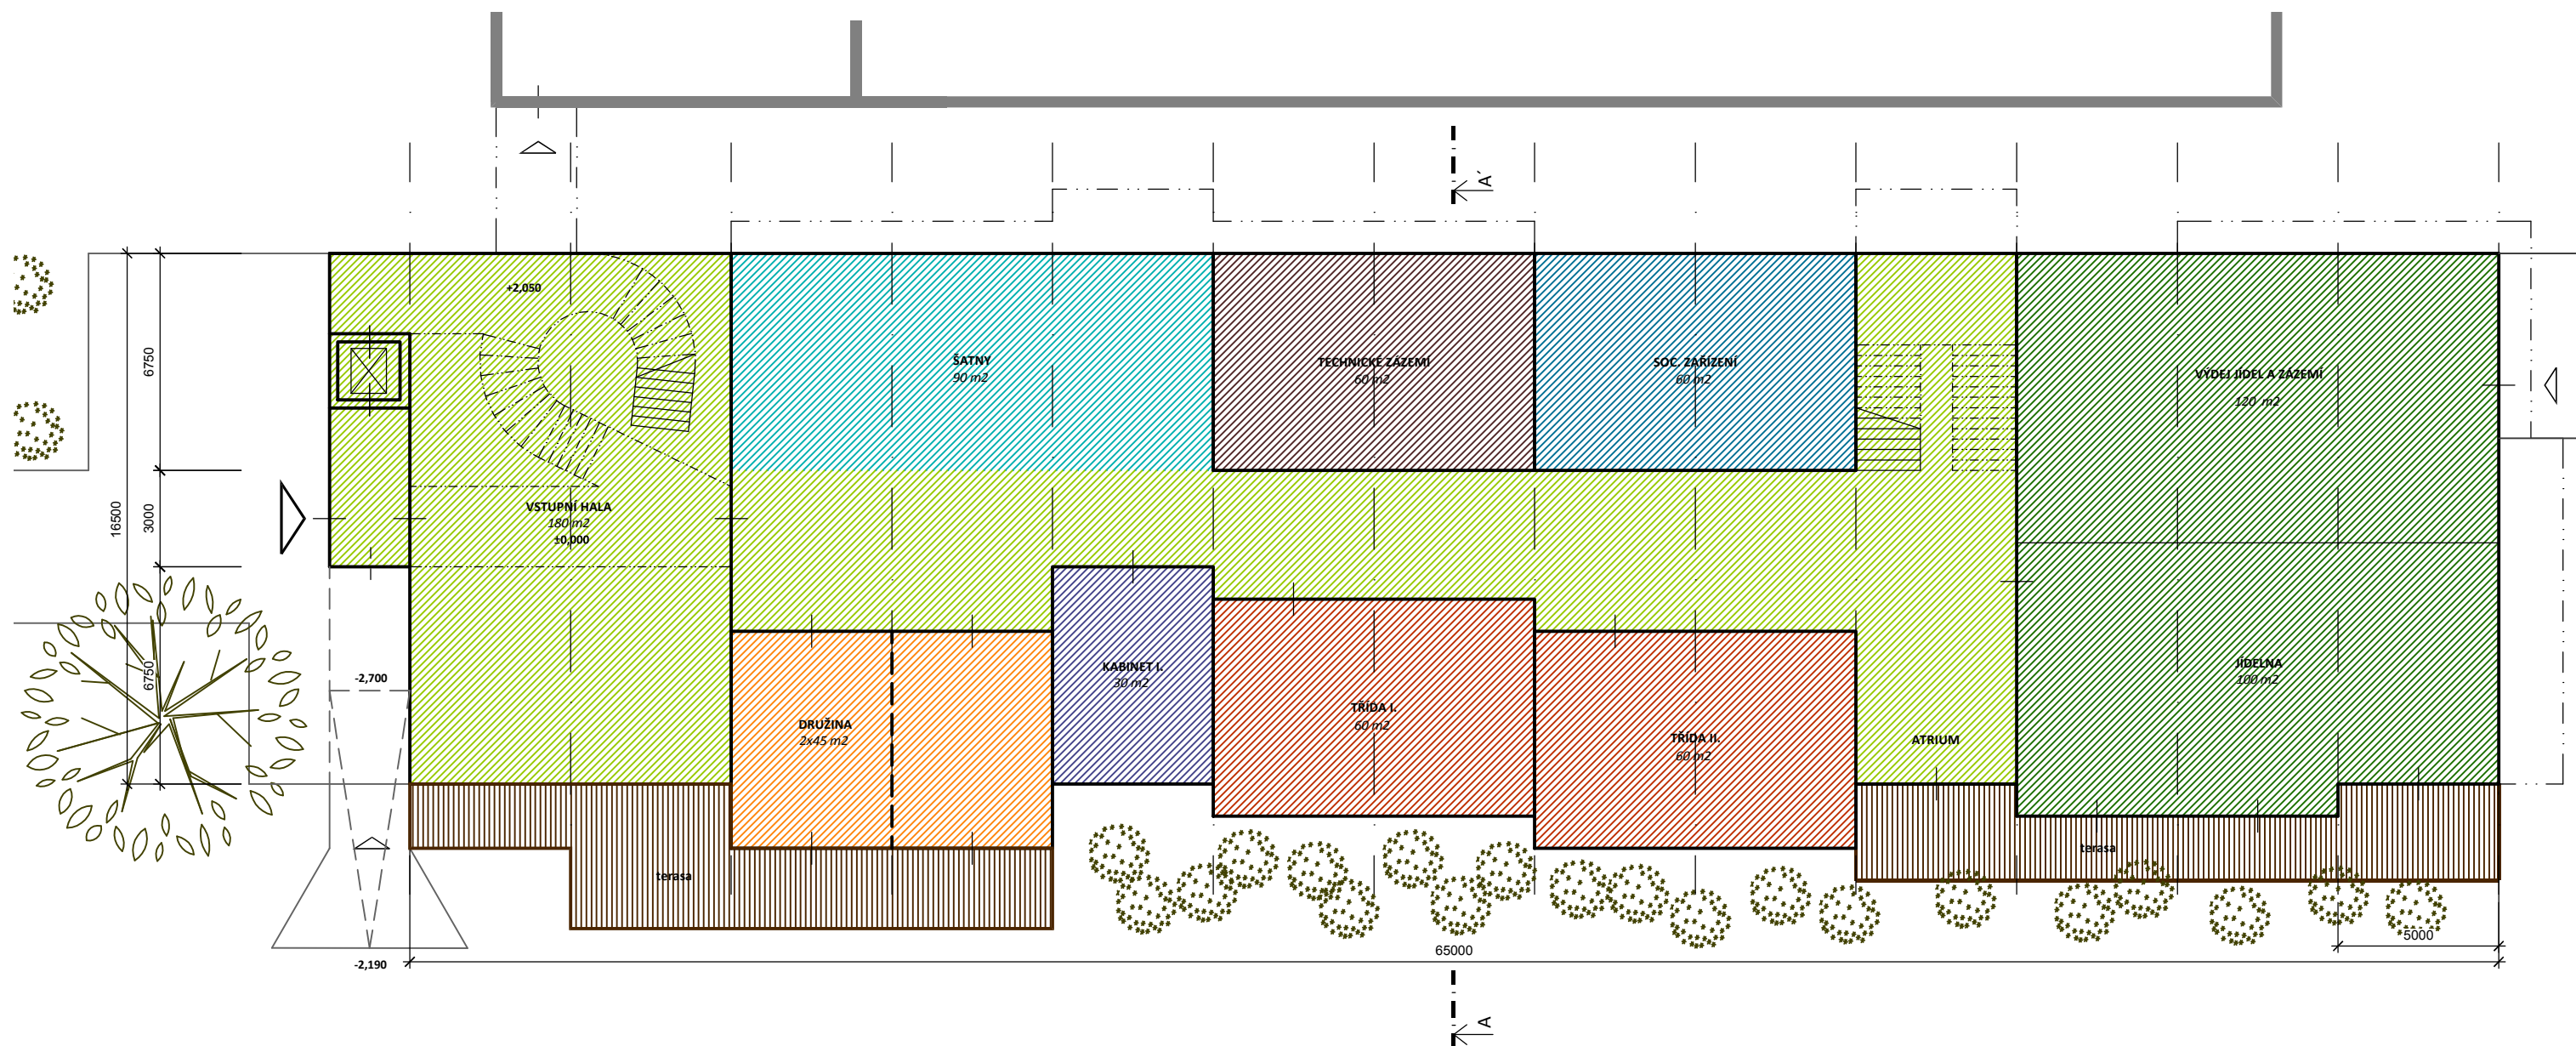 A´
+2,050
6750
ŠATNY
90 m2
TECHNICKÉ ZÁZEMÍ
60 m2
SOC. ZAŘÍZENÍ
60 m2
VÝDEJ JÍDEL A ZÁZEMÍ
120 m2
16500
3000
VSTUPNÍ HALA
180 m2
±0,000
6750
-2,700
KABINET I.
30 m2
JÍDELNA
100 m2
DRUŽINA
2x45 m2
TŘÍDA I.
60 m2
TŘÍDA II.
60 m2
ATRIUM
terasa
terasa
-2,190
65000
5000
A